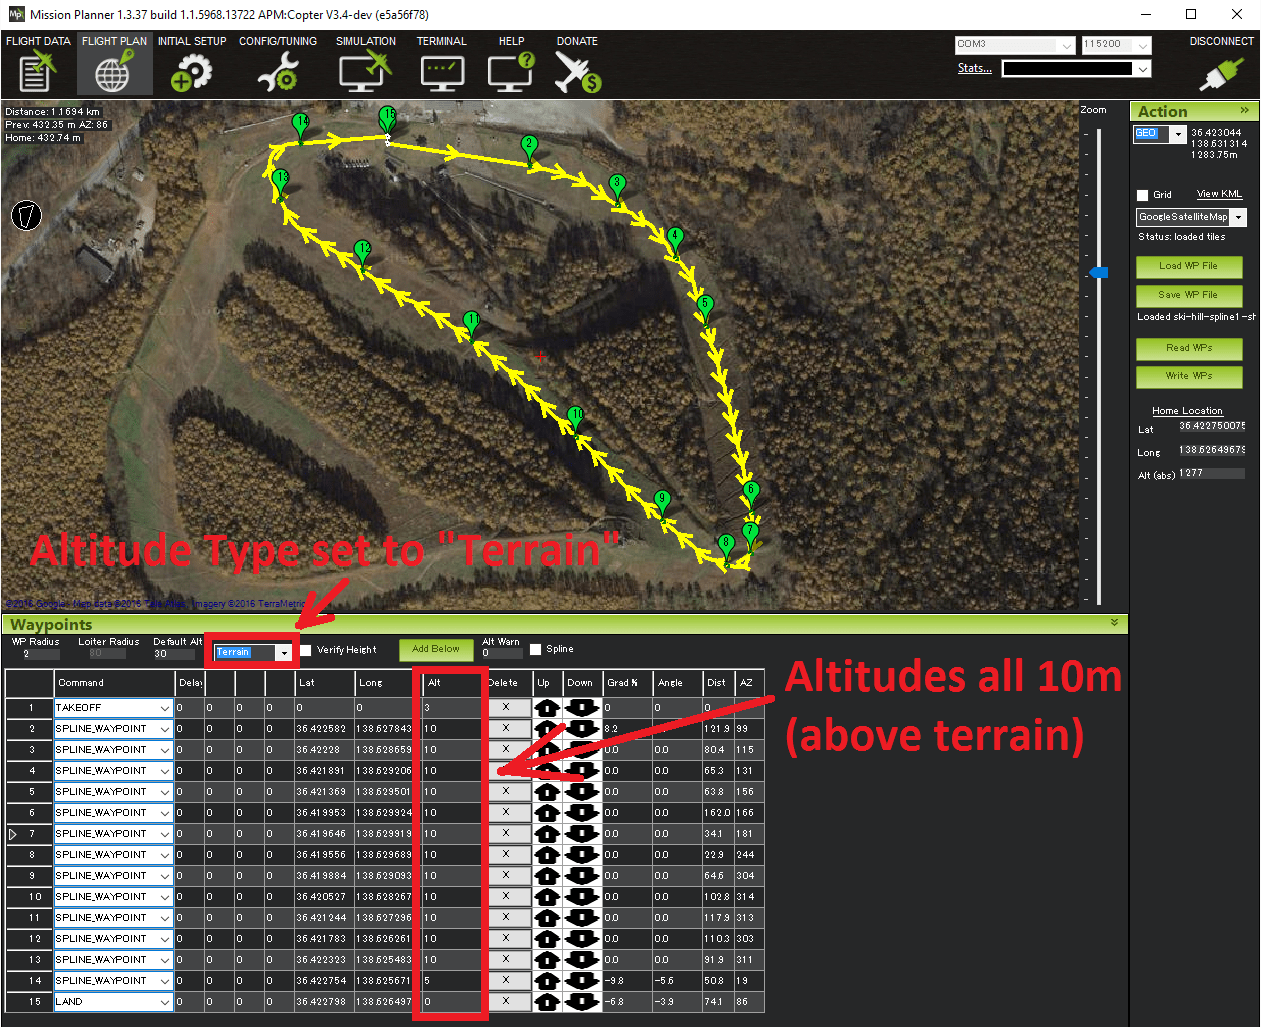 Mission Planner 1.3.37 build 1.1.5968.13722 APM:Copter V3.4-dev (e5a56f78)
FLIGHT DATA FLIGHT PLAN INITIAL SETUP CONFIG/TUNING SIMULATION TERMINAL HELP DONATE
COM3 115200 DISCONNECT
Stats...
Distance: 1.1694 km
Prev: 432.35 m AZ: 86
Home: 432.74 m
Zoom
Action
GEO
36.423044
138.631314
1283.75m
Grid View KML
GoogleSatelliteMap
Status: loaded tiles
Load WP File
Save WP File
Loaded ski-hill-spline1-sh
Read WPs
Write WPs
Home Location
Lat 36.422750075
Long 138.62649679
Alt (abs) 1277
14
15
2
3
13
4
12
5
11
10
6
9
7
8
Altitude Type set to "Terrain"
Waypoints
WP Radius Loiter Radius Default Alt Alt Warn
2 80 30 Terrain Verify Height Add Below 0 Spline
Command Delay Lat Long Alt Delete Up Down Grad % Angle Dist AZ
1 TAKEOFF 0 0 0 0 0 0 3 X 0 0 0 0
2 SPLINE_WAYPOINT 0 0 0 0 36.422582 138.627843 10 X 8.2 121.9 99
3 SPLINE_WAYPOINT 0 0 0 0 36.42228 138.628659 10 X 0.0 0.0 80.4 115
4 SPLINE_WAYPOINT 0 0 0 0 36.421891 138.629206 10 X 0.0 0.0 65.3 131
5 SPLINE_WAYPOINT 0 0 0 0 36.421369 138.629501 10 X 0.0 0.0 63.8 156
6 SPLINE_WAYPOINT 0 0 0 0 36.419953 138.629924 10 X 0.0 0.0 162.0 166
7 SPLINE_WAYPOINT 0 0 0 0 36.419646 138.629919 10 X 0.0 0.0 34.1 181
8 SPLINE_WAYPOINT 0 0 0 0 36.419556 138.629689 10 X 0.0 0.0 22.9 244
9 SPLINE_WAYPOINT 0 0 0 0 36.419884 138.629093 10 X 0.0 0.0 64.6 304
10 SPLINE_WAYPOINT 0 0 0 0 36.420527 138.628267 10 X 0.0 0.0 102.8 314
11 SPLINE_WAYPOINT 0 0 0 0 36.421244 138.627296 10 X 0.0 0.0 117.9 313
12 SPLINE_WAYPOINT 0 0 0 0 36.421783 138.626261 10 X 0.0 0.0 110.3 303
13 SPLINE_WAYPOINT 0 0 0 0 36.422323 138.625483 10 X 0.0 0.0 91.9 311
14 SPLINE_WAYPOINT 0 0 0 0 36.422754 138.625671 5 X -9.8 -5.6 50.8 19
15 LAND 0 0 0 0 36.422798 138.626497 0 X -6.8 -3.9 74.1 86
Altitudes all 10m
(above terrain)